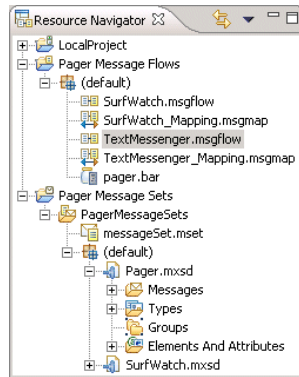 Resource Navigator
LocalProject
Pager Message Flows
(default)
SurfWatch.msgflow
SurfWatch_Mapping.msgmap
TextMessenger.msgflow
TextMessenger_Mapping.msgmap
pager.bar
Pager Message Sets
PagerMessageSets
messageSet.mset
(default)
Pager.mxsd
Messages
Types
Groups
Elements And Attributes
SurfWatch.mxsd